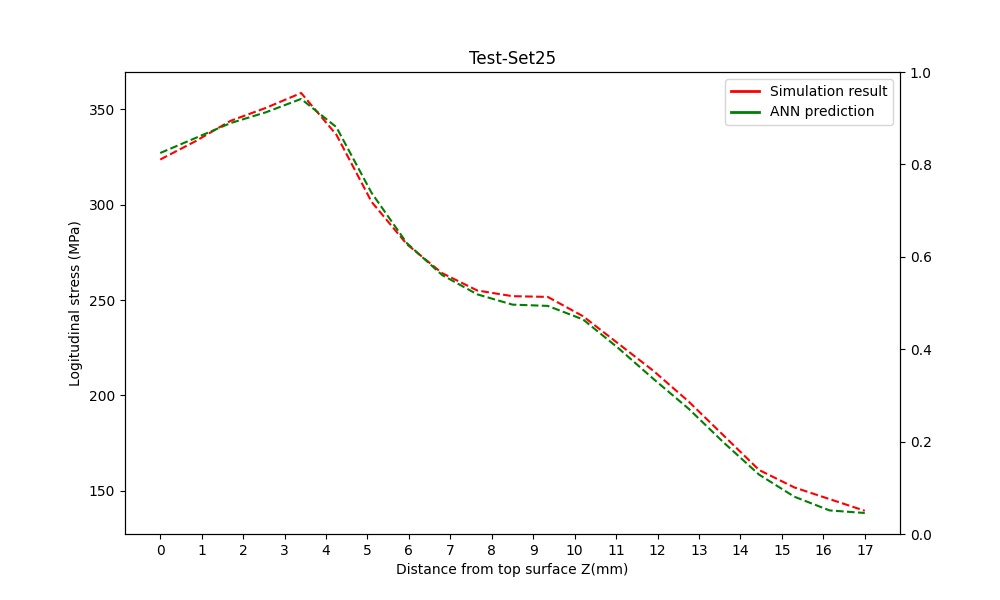 Test-Set25
Simulation result
ANN prediction
Logitudinal stress (MPa)
350
300
250
200
150
1.0
0.8
0.6
0.4
0.2
0.0
0 1 2 3 4 5 6 7 8 9 10 11 12 13 14 15 16 17
Distance from top surface Z(mm)